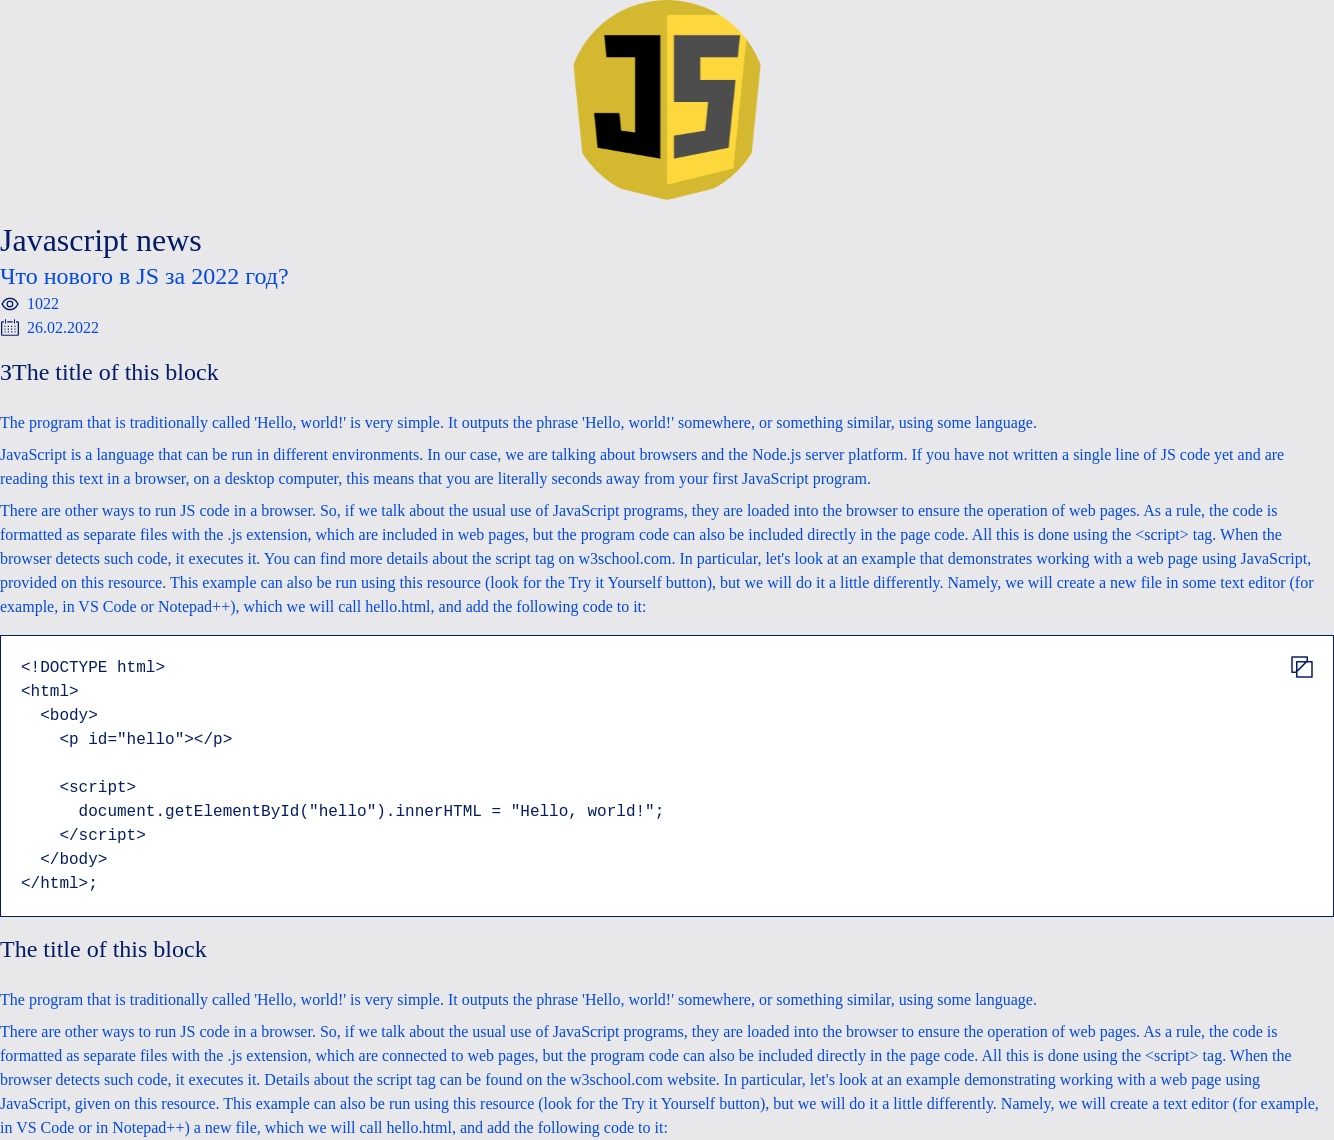 JS
Javascript news
Что нового в JS за 2022 год?
1022
26.02.2022
3The title of this block
The program that is traditionally called 'Hello, world!' is very simple. It outputs the phrase 'Hello, world!' somewhere, or something similar, using some language.
JavaScript is a language that can be run in different environments. In our case, we are talking about browsers and the Node.js server platform. If you have not written a single line of JS code yet and are
reading this text in a browser, on a desktop computer, this means that you are literally seconds away from your first JavaScript program.
There are other ways to run JS code in a browser. So, if we talk about the usual use of JavaScript programs, they are loaded into the browser to ensure the operation of web pages. As a rule, the code is
formatted as separate files with the .js extension, which are included in web pages, but the program code can also be included directly in the page code. All this is done using the <script> tag. When the
browser detects such code, it executes it. You can find more details about the script tag on w3school.com. In particular, let's look at an example that demonstrates working with a web page using JavaScript,
provided on this resource. This example can also be run using this resource (look for the Try it Yourself button), but we will do it a little differently. Namely, we will create a new file in some text editor (for
example, in VS Code or Notepad++), which we will call hello.html, and add the following code to it:
<!DOCTYPE html>
<html>
  <body>
    <p id="hello"></p>
    <script>
      document.getElementById("hello").innerHTML = "Hello, world!";
    </script>
  </body>
</html>;
The title of this block
The program that is traditionally called 'Hello, world!' is very simple. It outputs the phrase 'Hello, world!' somewhere, or something similar, using some language.
There are other ways to run JS code in a browser. So, if we talk about the usual use of JavaScript programs, they are loaded into the browser to ensure the operation of web pages. As a rule, the code is
formatted as separate files with the .js extension, which are connected to web pages, but the program code can also be included directly in the page code. All this is done using the <script> tag. When the
browser detects such code, it executes it. Details about the script tag can be found on the w3school.com website. In particular, let's look at an example demonstrating working with a web page using
JavaScript, given on this resource. This example can also be run using this resource (look for the Try it Yourself button), but we will do it a little differently. Namely, we will create a text editor (for example,
in VS Code or in Notepad++) a new file, which we will call hello.html, and add the following code to it: